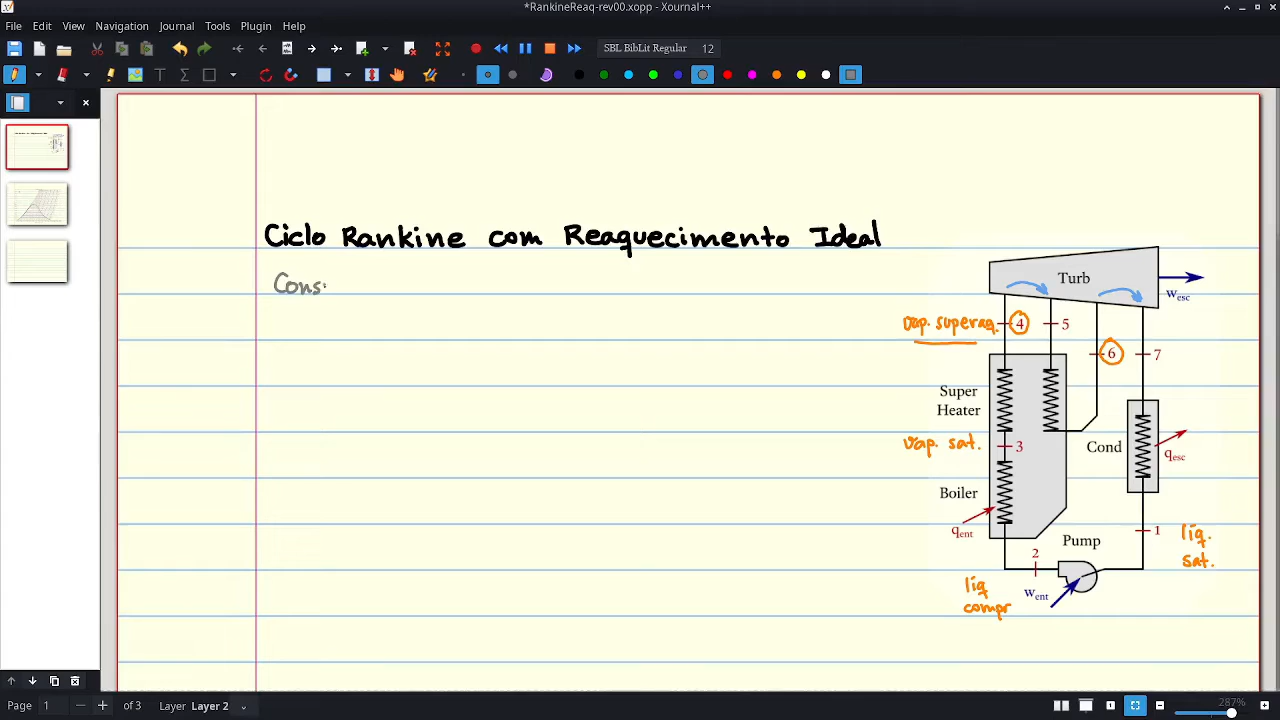 *RankineReaq-rev00.xopp - Xournal++
File Edit View Navigation Journal Tools Plugin Help
SBL BibLit Regular 12
Ciclo Rankine com Reaquecimento Ideal
Cons
Turb
wesc
vap. superaq. 4 5
6 7
Super
Heater
vap. sat. 3
Cond
qesc
Boiler
qent
Pump
1 liq.
sat.
2
liq
compr
went
Page 1 of 3 Layer Layer 2 287%